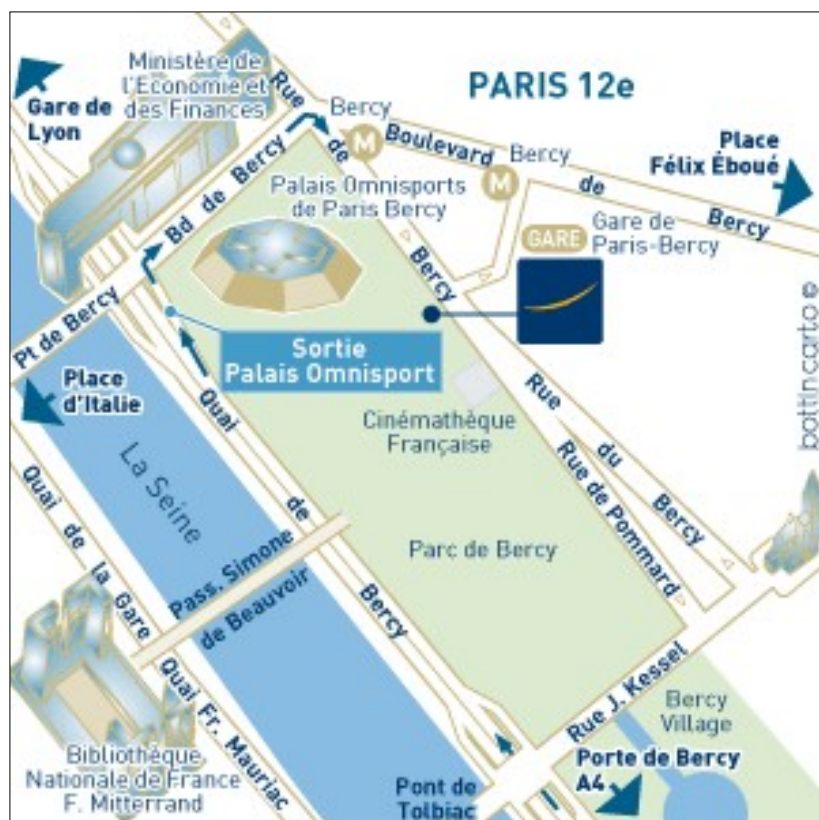 Ministère de
l'Economie et
des Finances
PARIS 12e
Gare de
Lyon
Rue
de
Bercy
Bercy
M
Boulevard
de
Bercy
Bercy
M
Place
Félix Éboué
Bd de Bercy
Palais Omnisports
de Paris Bercy
GARE
Gare de
Paris-Bercy
Pt de Bercy
Sortie
Palais Omnisport
Place
d'Italie
Cinémathèque
Française
Rue
du
Bercy
bottincarto ©
La Seine
Quai
de
Bercy
Rue de Pommard
Parc de Bercy
Quai
de
la Gare
Pass. Simone
de Beauvoir
Quai Fr. Mauriac
Rue J. Kessel
Bercy
Village
Bibliothèque
Nationale de France
F. Mitterrand
Pont de
Tolbiac
Porte de Bercy
A4